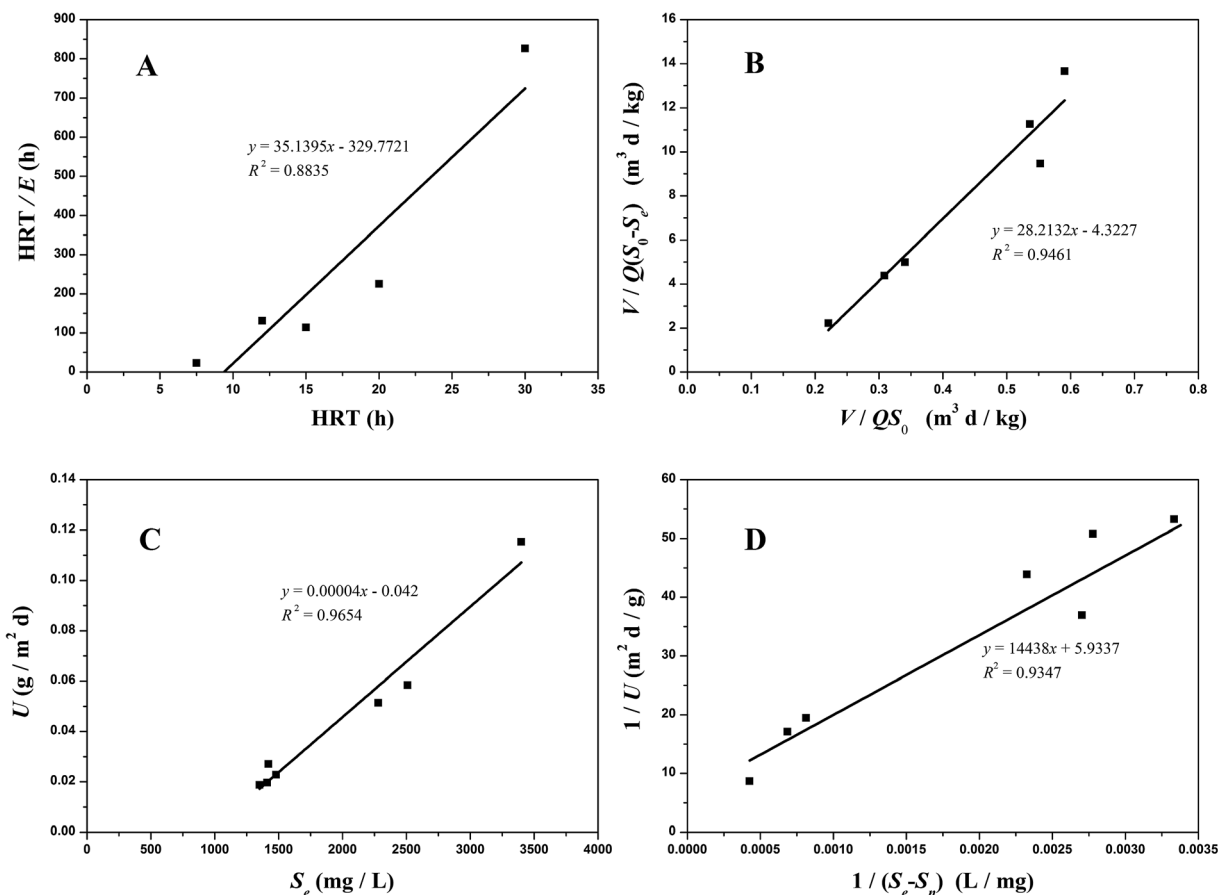 A
y = 35.1395x - 329.7721
R² = 0.8835
HRT / E (h)
900
800
700
600
500
400
300
200
100
0
0 5 10 15 20 25 30 35
HRT (h)
B
y = 28.2132x - 4.3227
R² = 0.9461
V / Q(S₀-Sₑ) (m³ d / kg)
16
14
12
10
8
6
4
2
0
0.0 0.1 0.2 0.3 0.4 0.5 0.6 0.7 0.8
V / QS₀ (m³ d / kg)
C
y = 0.00004x - 0.042
R² = 0.9654
U (g / m² d)
0.14
0.12
0.10
0.08
0.06
0.04
0.02
0.00
0 500 1000 1500 2000 2500 3000 3500 4000
Sₑ (mg / L)
D
y = 14438x + 5.9337
R² = 0.9347
1 / U (m² d / g)
60
50
40
30
20
10
0
0.0000 0.0005 0.0010 0.0015 0.0020 0.0025 0.0030 0.0035
1 / (Sₑ-Sₙ) (L / mg)